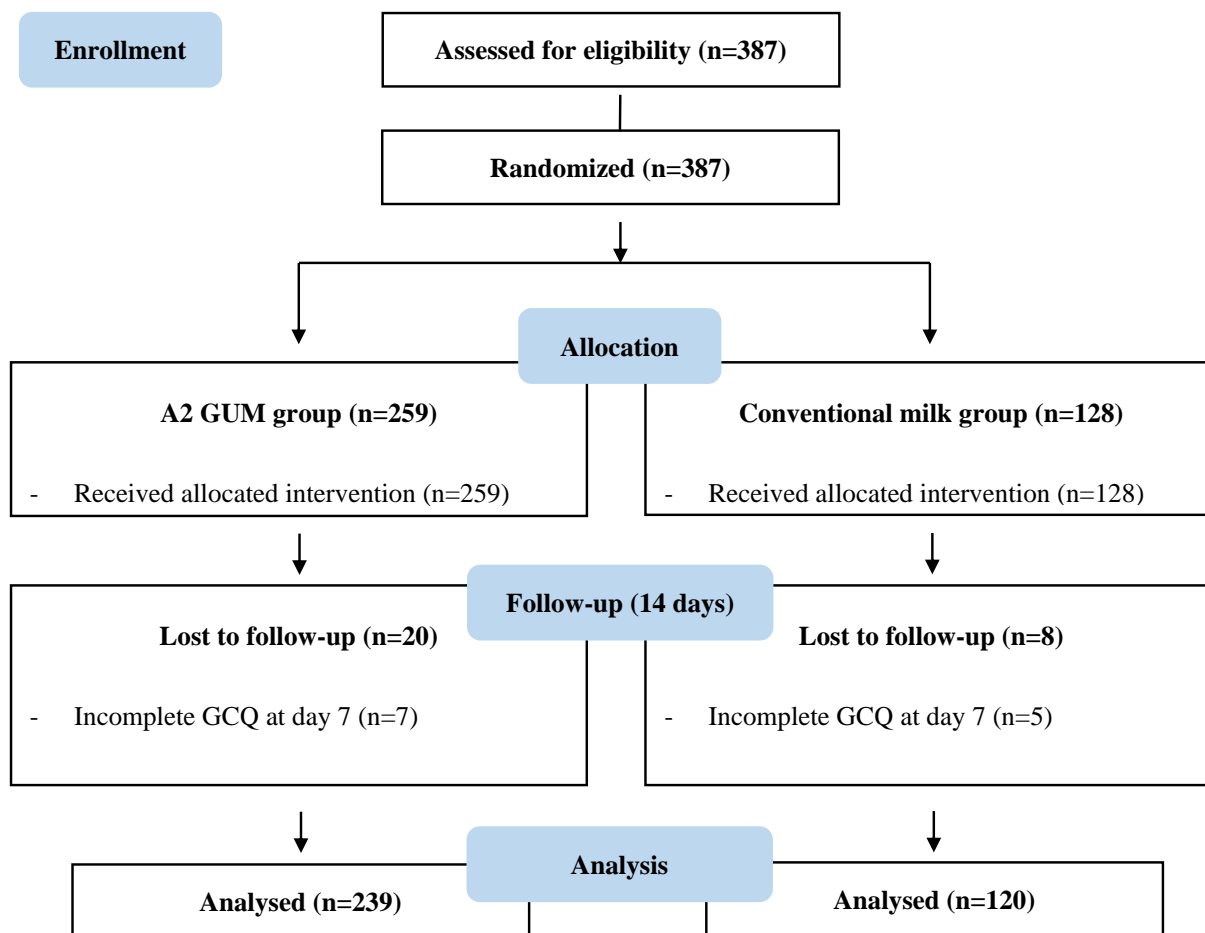 Enrollment
Assessed for eligibility (n=387)
Randomized (n=387)
Allocation
A2 GUM group (n=259)
- Received allocated intervention (n=259)
Conventional milk group (n=128)
- Received allocated intervention (n=128)
Follow-up (14 days)
Lost to follow-up (n=20)
- Incomplete GCQ at day 7 (n=7)
Lost to follow-up (n=8)
- Incomplete GCQ at day 7 (n=5)
Analysis
Analysed (n=239)
Analysed (n=120)